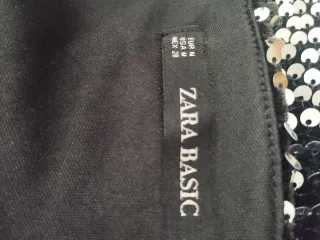 EUR M
USA M
MEX 28
ZARA BASIC